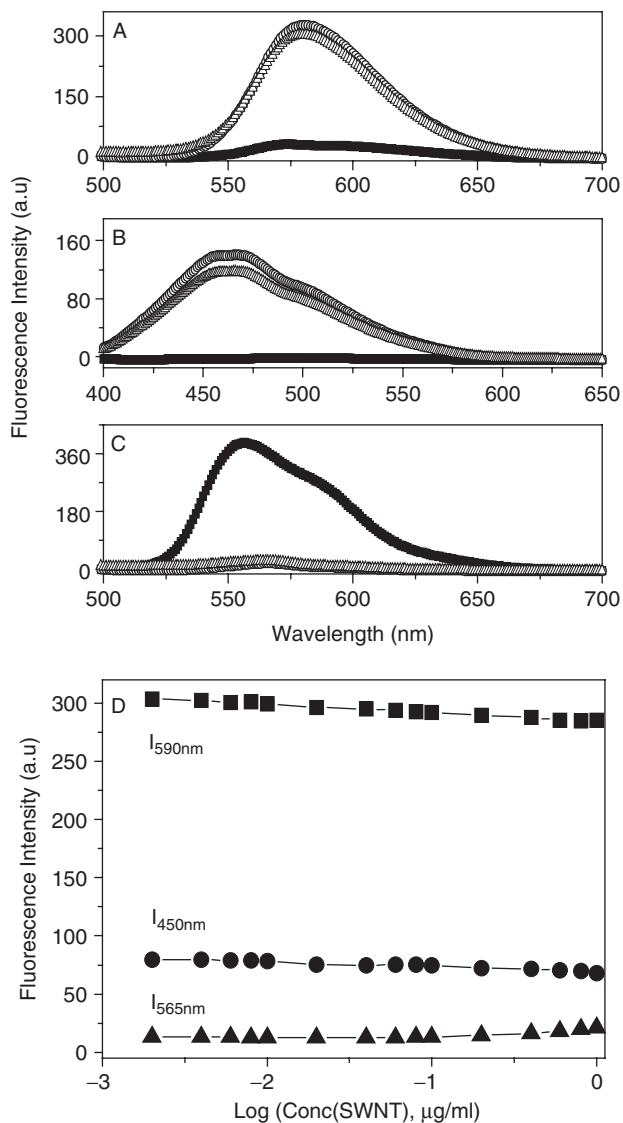 A
300
150
0
500 550 600 650 700
B
160
80
0
400 450 500 550 600 650
C
360
180
0
500 550 600 650 700
Wavelength (nm)
Fluorescence Intensity (a.u)
D
300
250
200
150
100
50
0
I590nm
I450nm
I565nm
−3 −2 −1 0
Log (Conc(SWNT), μg/ml)
Fluorescence Intensity (a.u)